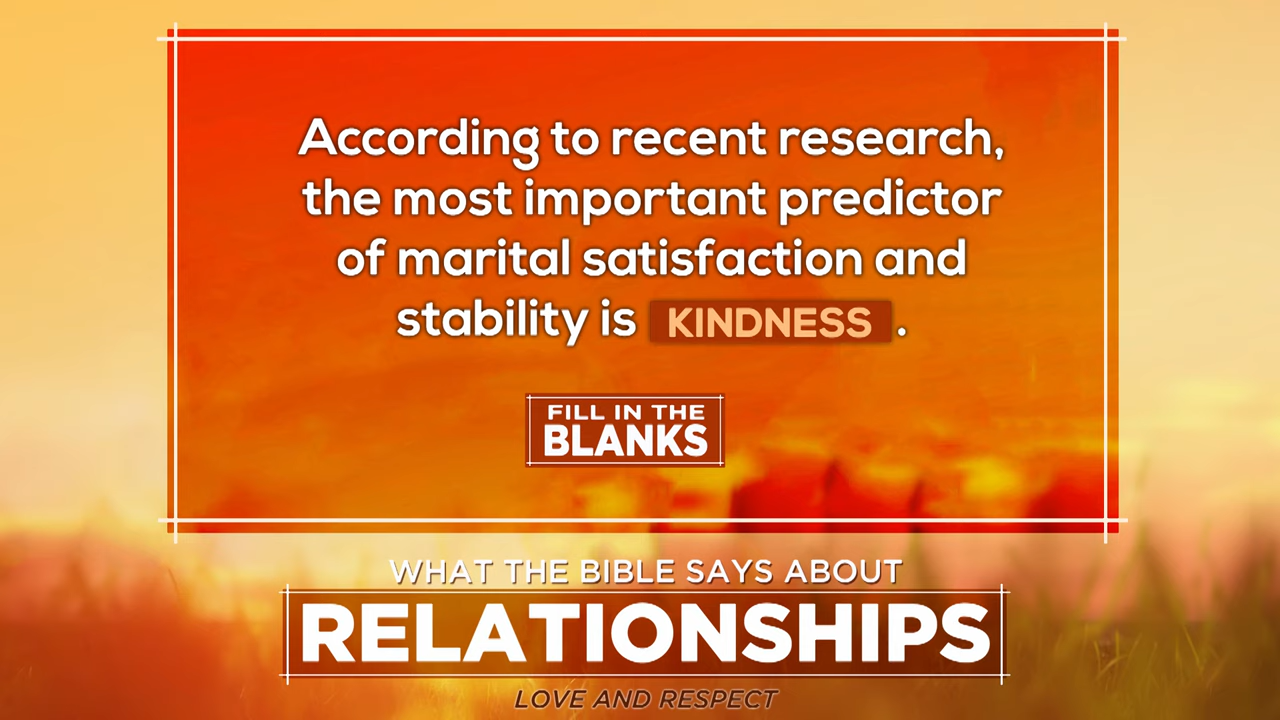 According to recent research,
the most important predictor
of marital satisfaction and
stability is KINDNESS.
FILL IN THE
BLANKS
WHAT THE BIBLE SAYS ABOUT
RELATIONSHIPS
LOVE AND RESPECT